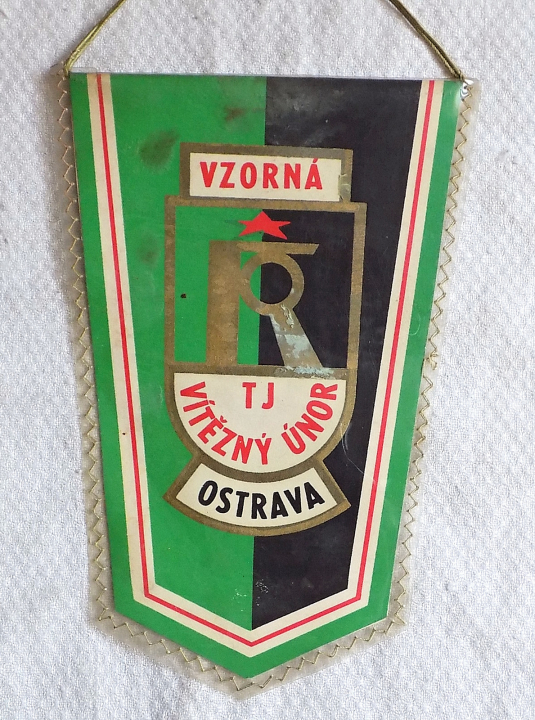 VZORNÁ
TJ
VÍTĚZNÝ ÚNOR
OSTRAVA